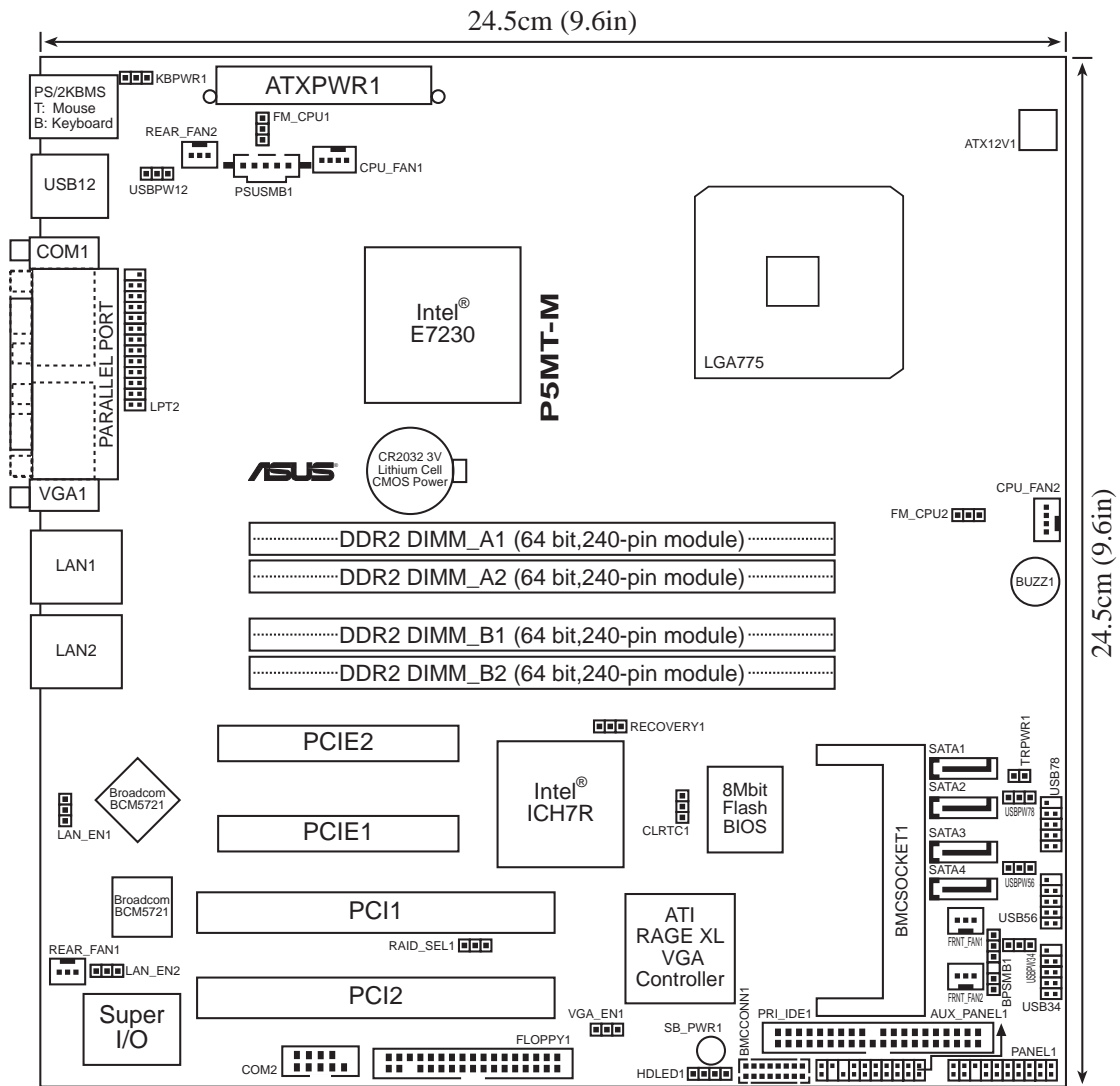 24.5cm (9.6in)
PS/2KBMS
T: Mouse
B: Keyboard
KBPWR1
ATXPWR1
FM_CPU1
REAR_FAN2
CPU_FAN1
ATX12V1
USB12
USBPW12
PSUSMB1
COM1
PARALLEL PORT
LPT2
Intel®
E7230
P5MT-M
LGA775
ASUS
CR2032 3V
Lithium Cell
CMOS Power
VGA1
CPU_FAN2
FM_CPU2
24.5cm (9.6in)
LAN1
DDR2 DIMM_A1 (64 bit,240-pin module)
DDR2 DIMM_A2 (64 bit,240-pin module)
BUZZ1
LAN2
DDR2 DIMM_B1 (64 bit,240-pin module)
DDR2 DIMM_B2 (64 bit,240-pin module)
RECOVERY1
PCIE2
Intel®
ICH7R
8Mbit
Flash
BIOS
CLRTC1
SATA1
TRPWR1
USB78
SATA2
USBPW78
Broadcom
BCM5721
LAN_EN1
PCIE1
BMCSOCKET1
SATA3
SATA4
USBPW56
USB56
Broadcom
BCM5721
PCI1
RAID_SEL1
ATI
RAGE XL
VGA
Controller
FRNT_FAN1
FRNT_FAN2
BPSMB1
USBPW34
USB34
REAR_FAN1
LAN_EN2
PCI2
Super
I/O
VGA_EN1
SB_PWR1
BMCCONN1
PRI_IDE1
AUX_PANEL1
COM2
FLOPPY1
HDLED1
PANEL1